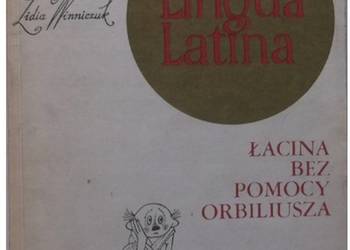 Lidia Winniczuk
Lingua
Latina
ŁACINA
BEZ
POMOCY
ORBILIUSZA